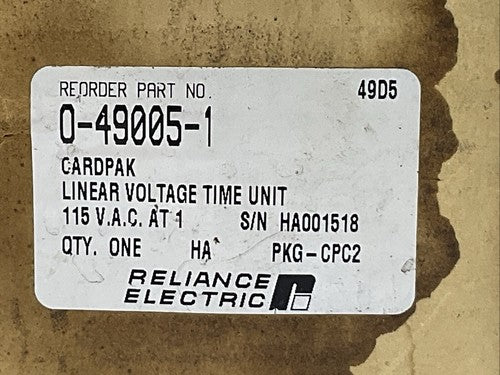 REORDER PART NO. 49D5
0-49005-1
CARDPAK
LINEAR VOLTAGE TIME UNIT
115 V.A.C. AT 1 S/N HA001518
QTY. ONE HA PKG-CPC2
RELIANCE
ELECTRIC